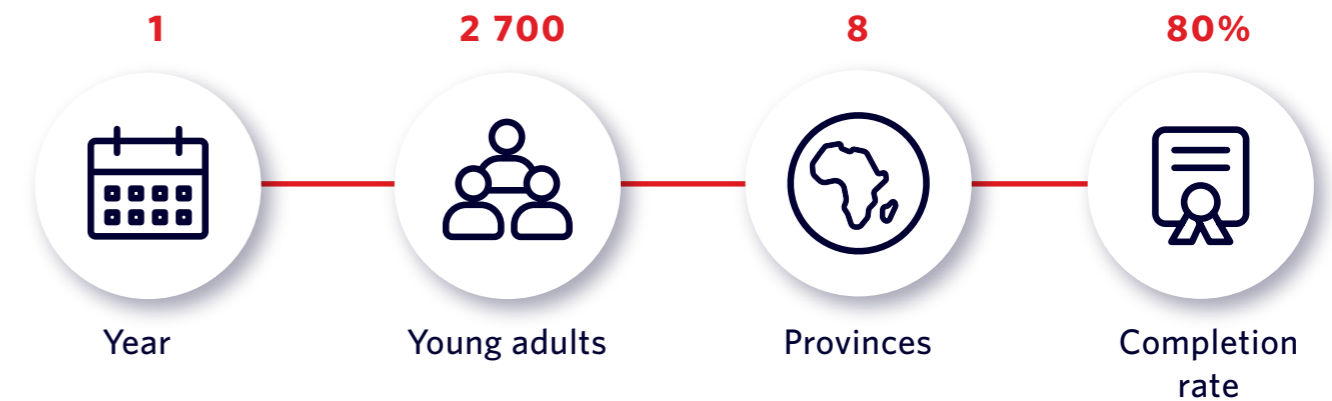 1
2 700
8
80%
Year
Young adults
Provinces
Completion
rate